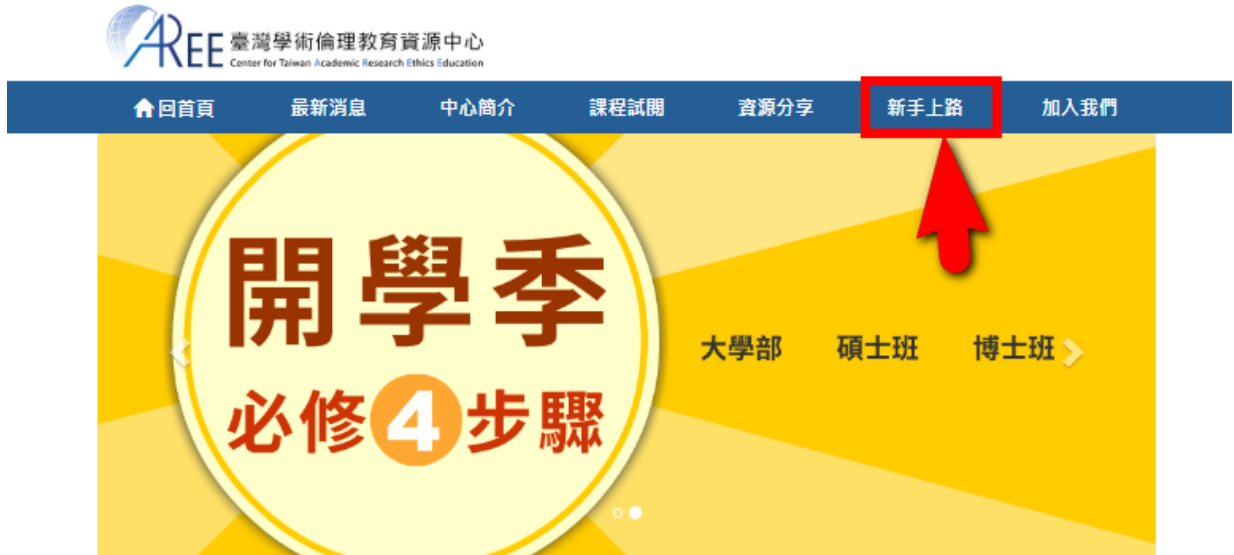 AREE 臺灣學術倫理教育資源中心
Center for Taiwan Academic Research Ethics Education
回首頁 最新消息 中心簡介 課程試閱 資源分享 新手上路 加入我們
開學季
大學部 碩士班 博士班
必修4步驟